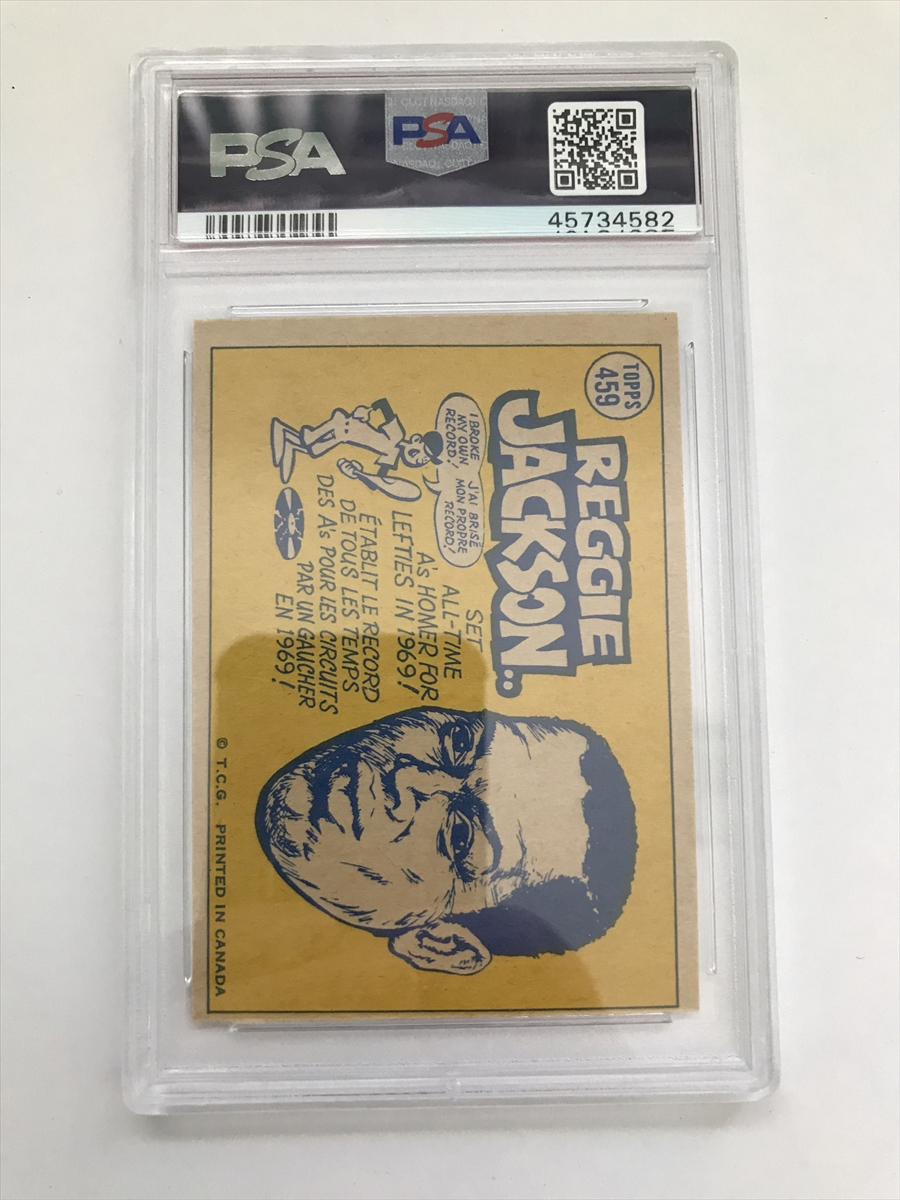 PSA
PSA
45734582
TOPPS
459
REGGIE
JACKSON..
I BROKE
MY OWN
RECORD!
J'AI BRISÉ
MON PROPRE
RECORD!
SET
ALL-TIME
A's HOMER FOR
LEFTIES IN 1969!
ÉTABLIT LE RECORD
DE TOUS LES TEMPS
DES A's POUR LES CIRCUITS
PAR UN GAUCHER
EN 1969!
© T.C.G. PRINTED IN CANADA